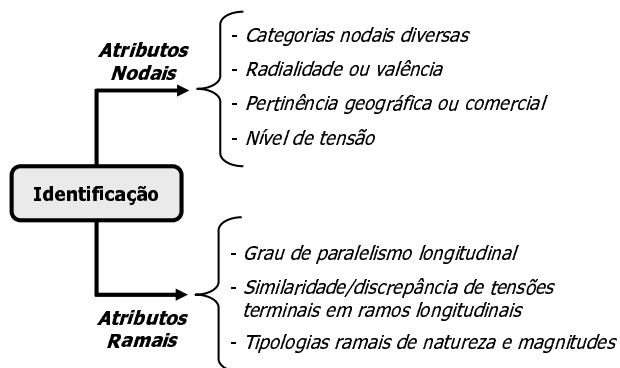 Atributos
Nodais
- Categorias nodais diversas
- Radialidade ou valência
- Pertinência geográfica ou comercial
- Nível de tensão
Identificação
Atributos
Ramais
- Grau de paralelismo longitudinal
- Similaridade/discrepância de tensões
terminais em ramos longitudinais
- Tipologias ramais de natureza e magnitudes